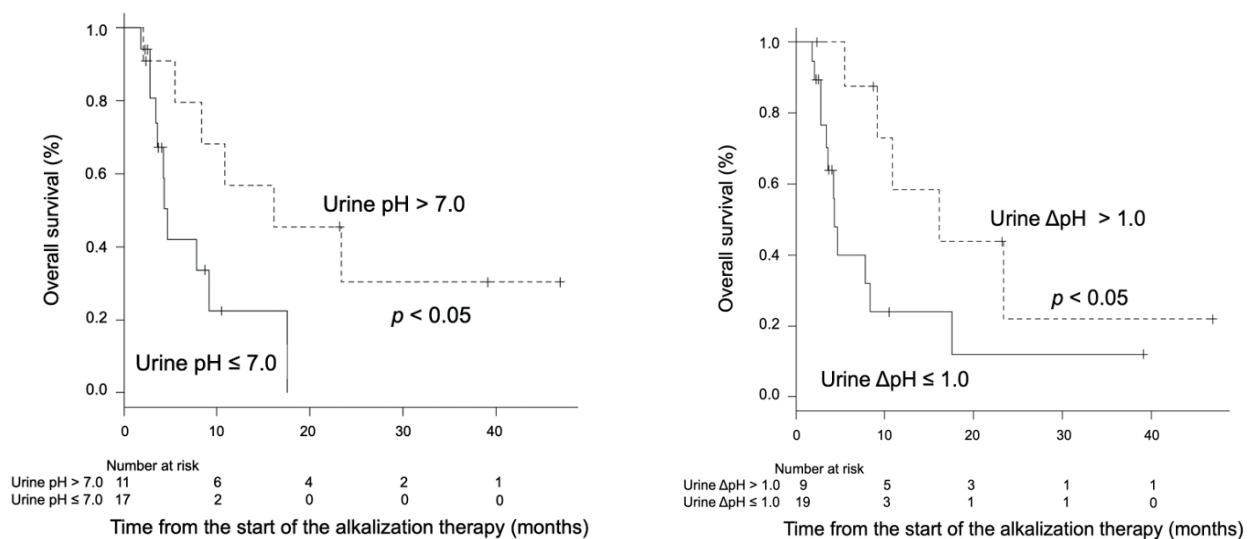 1.0
0.8
0.6
0.4
0.2
0.0
Overall survival (%)
Urine pH > 7.0
p < 0.05
Urine pH ≤ 7.0
0 10 20 30 40
Number at risk
Urine pH > 7.0 11 6 4 2 1
Urine pH ≤ 7.0 17 2 0 0 0
Time from the start of the alkalization therapy (months)
1.0
0.8
0.6
0.4
0.2
0.0
Overall survival (%)
Urine ΔpH > 1.0
p < 0.05
Urine ΔpH ≤ 1.0
0 10 20 30 40
Number at risk
Urine ΔpH > 1.0 9 5 3 1 1
Urine ΔpH ≤ 1.0 19 3 1 1 0
Time from the start of the alkalization therapy (months)